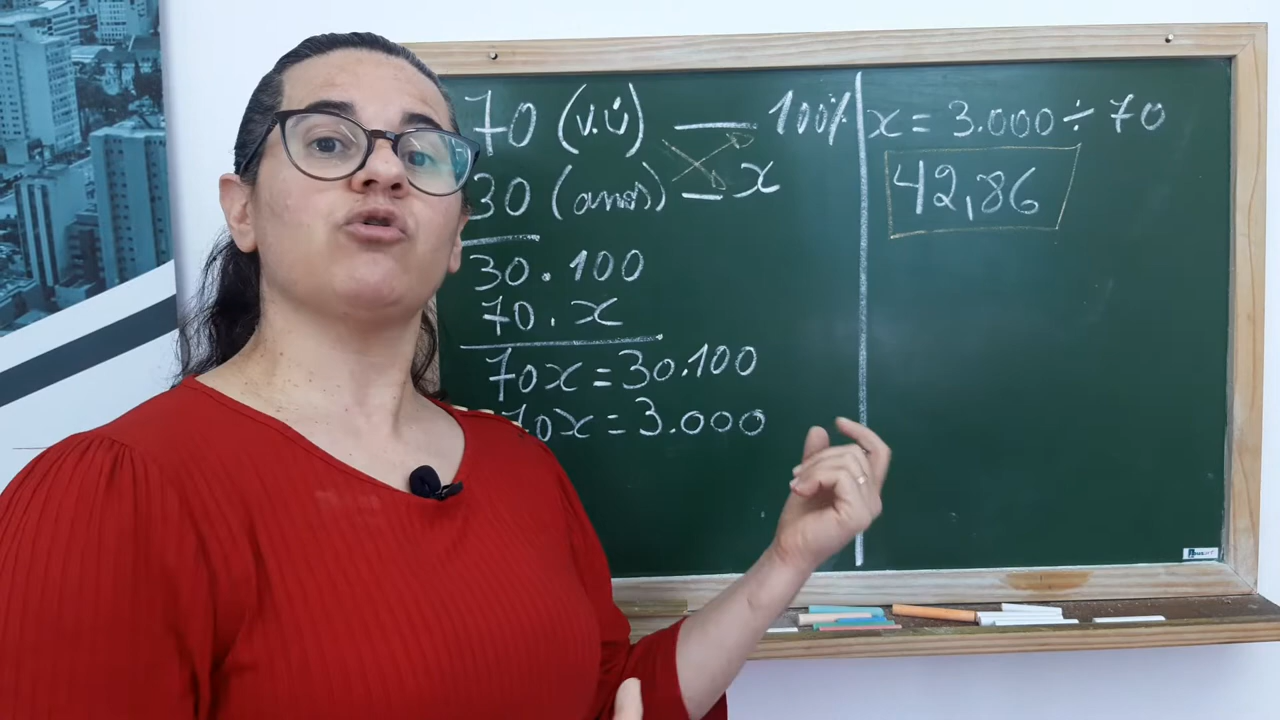 70 (v.ú) — 100%
30 (anos) — x
30.100
70.x
70x=30.100
70x=3.000
x=3.000÷70
42,86